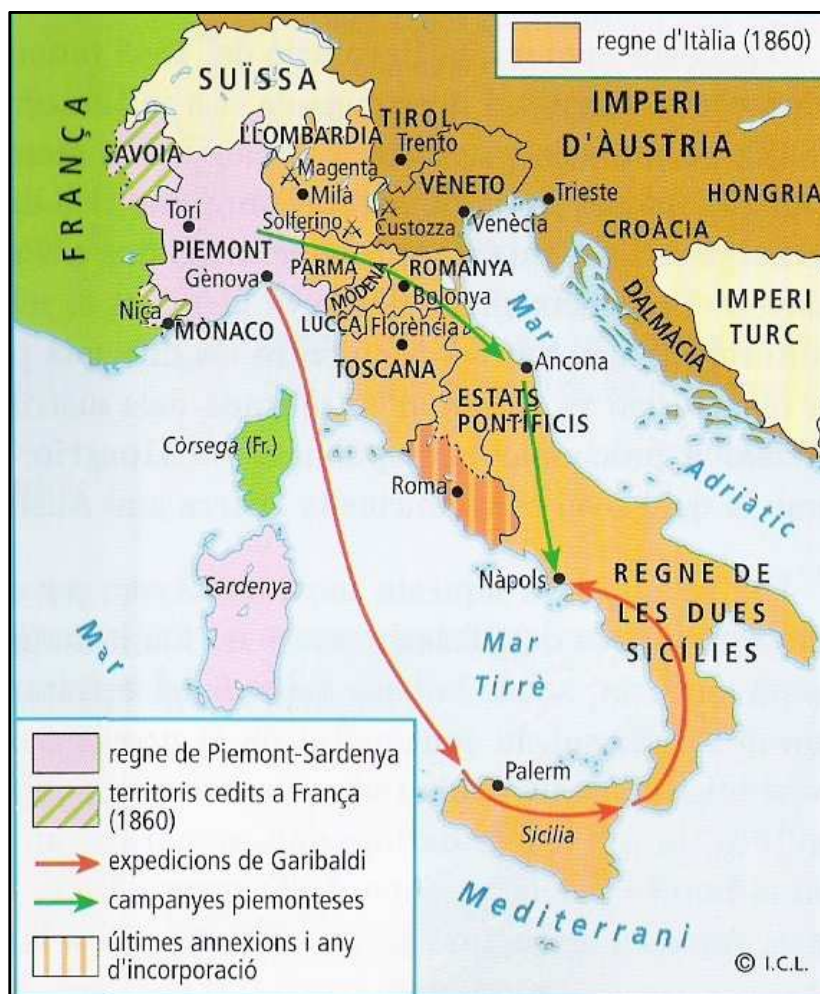 regne d'Itàlia (1860)
FRANÇA
SUÏSSA
SAVOIA
LLOMBARDIA
TIROL
Trento
IMPERI
D'ÀUSTRIA
Magenta
Milá
VÈNETO
Trieste
HONGRIA
Torí
Solferino
Custozza
Venècia
CROÀCIA
PIEMONT
PARMA
ROMANYA
Gènova
MÒDENA
Bolonya
Mar
DALMÀCIA
IMPERI
TURC
Niça
MÒNACO
LUCCA
Florència
TOSCANA
Ancona
ESTATS
PONTIFICIS
Adriàtic
Còrsega (Fr.)
Roma
Sardenya
Nàpols
REGNE DE
LES DUES
SICÍLIES
Mar
Mar
Tirrè
Palerm
Sicilia
Mediterrani
regne de Piemont-Sardenya
territoris cedits a França
(1860)
expedicions de Garibaldi
campanyes piemonteses
últimes annexions i any
d'incorporació
© I.C.L.